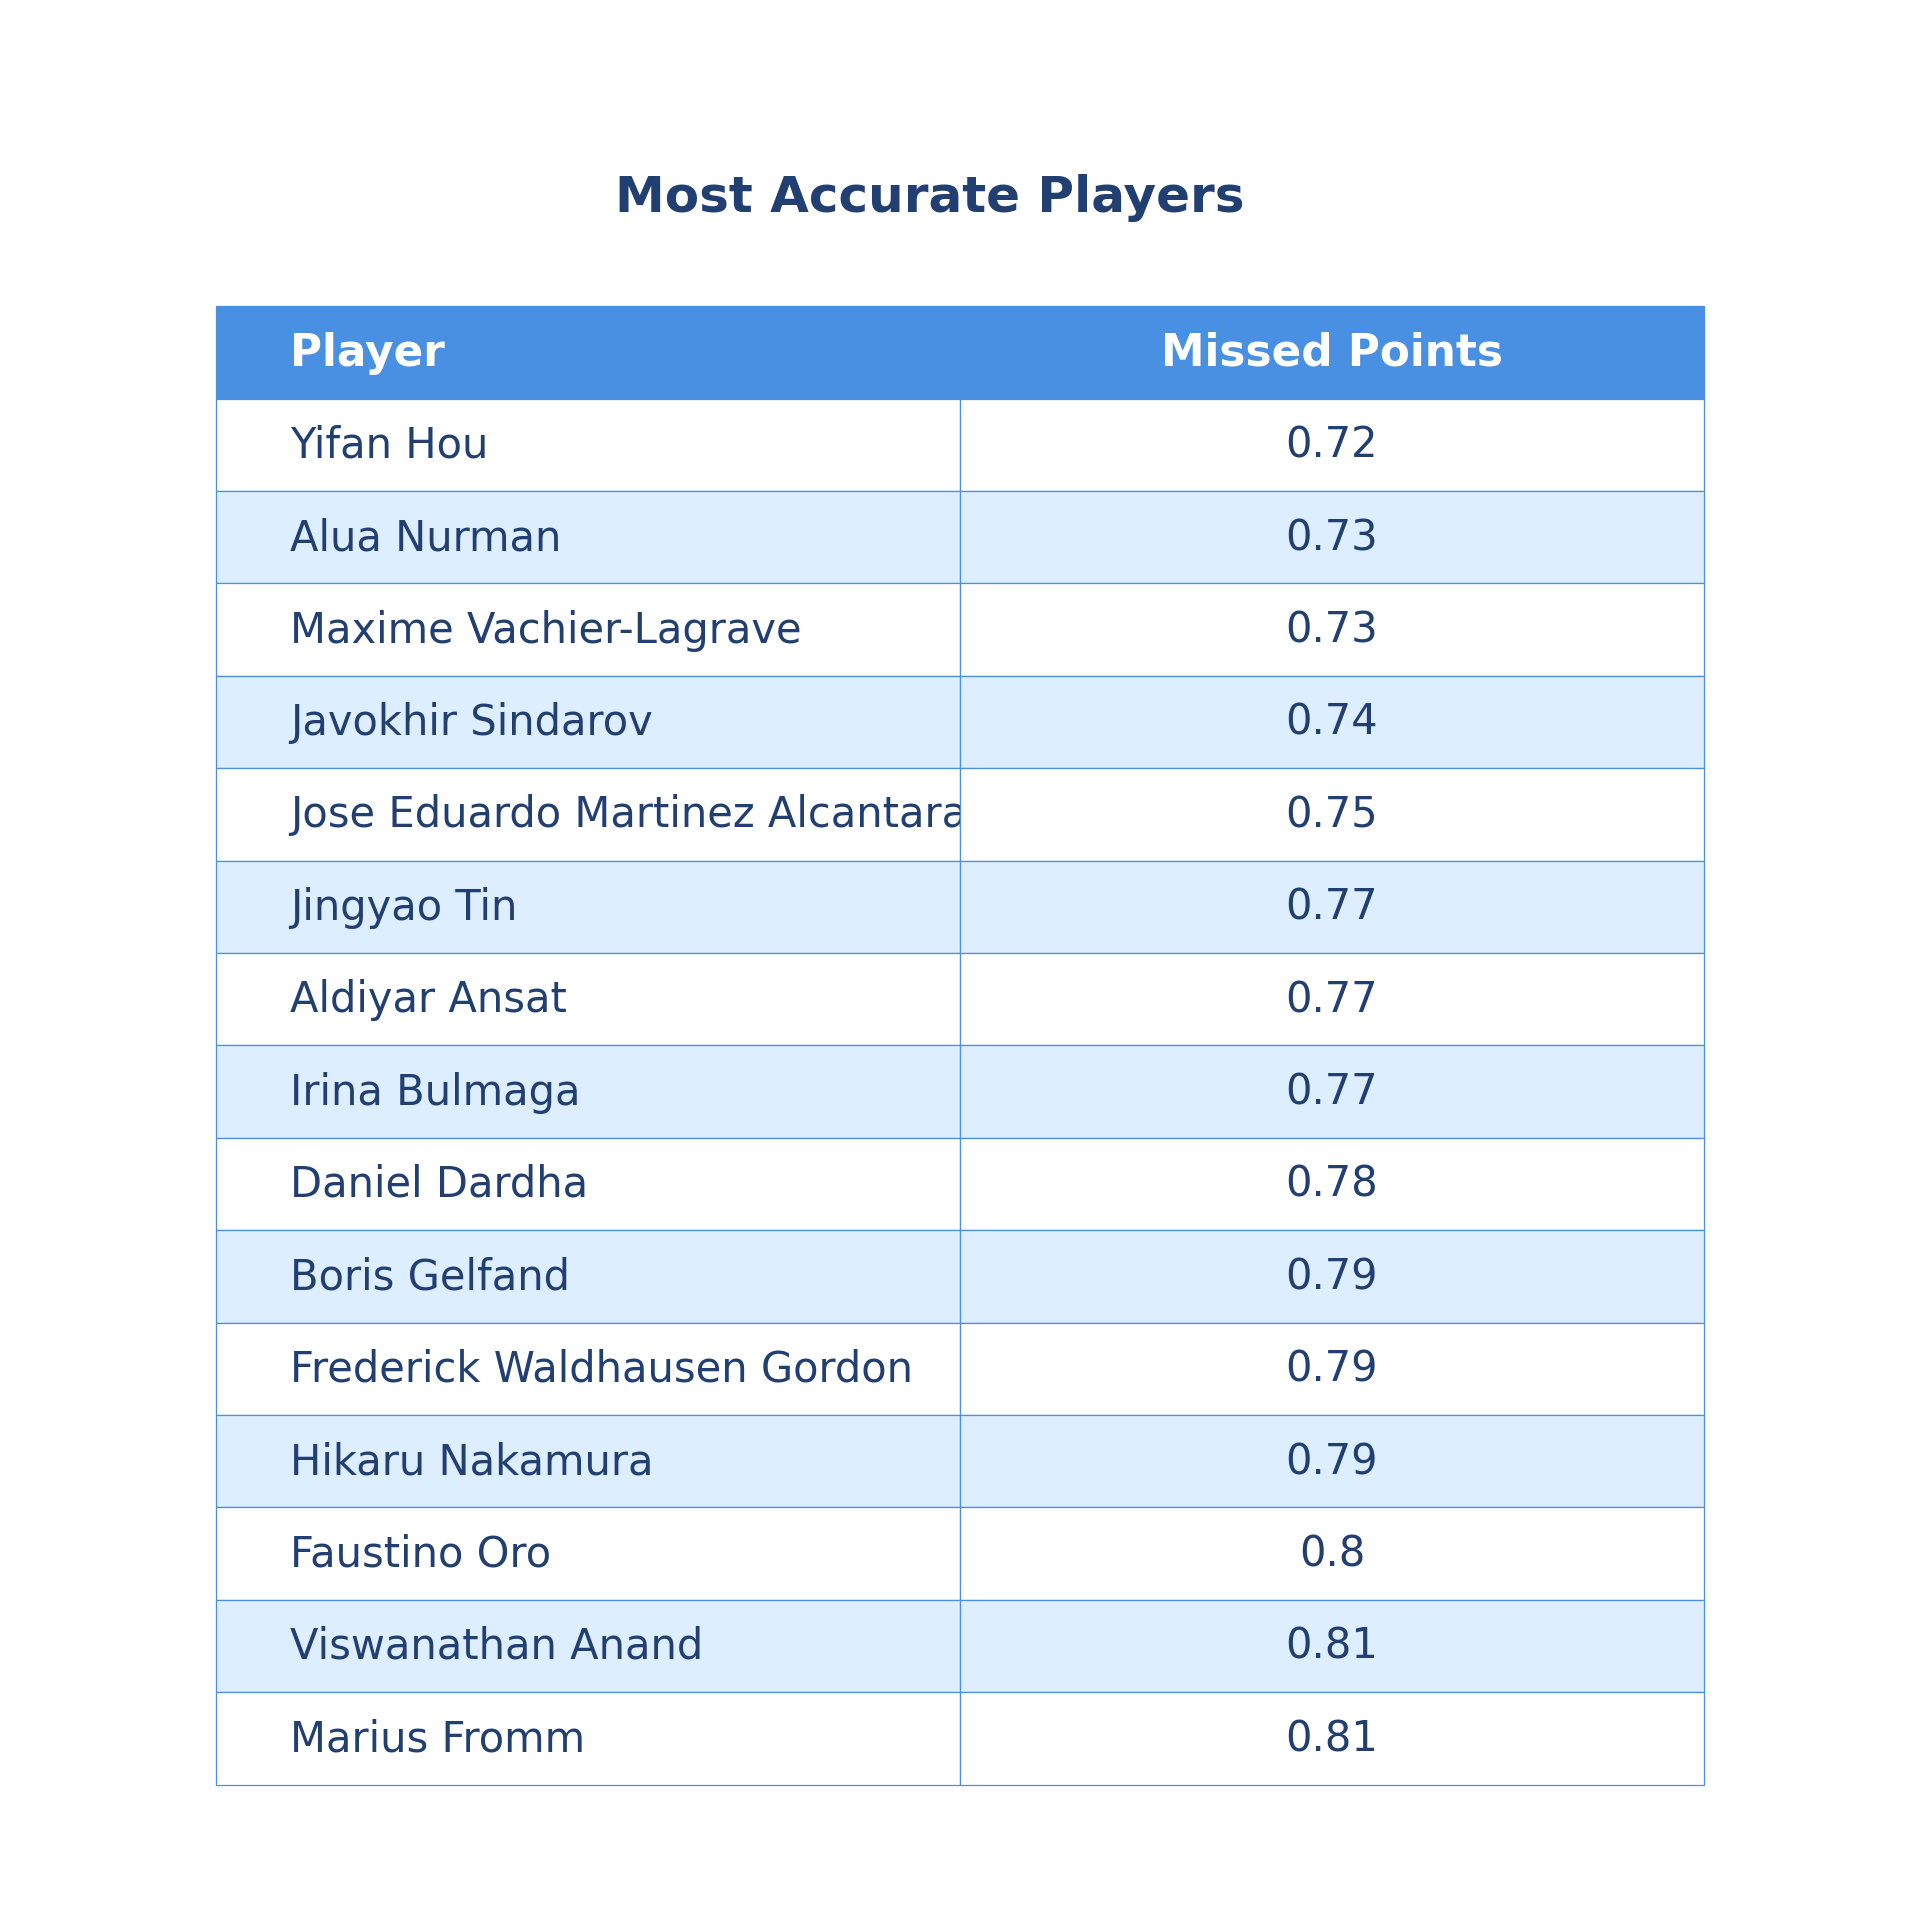 Most Accurate Players
Player Missed Points
Yifan Hou 0.72
Alua Nurman 0.73
Maxime Vachier-Lagrave 0.73
Javokhir Sindarov 0.74
Jose Eduardo Martinez Alcantara 0.75
Jingyao Tin 0.77
Aldiyar Ansat 0.77
Irina Bulmaga 0.77
Daniel Dardha 0.78
Boris Gelfand 0.79
Frederick Waldhausen Gordon 0.79
Hikaru Nakamura 0.79
Faustino Oro 0.8
Viswanathan Anand 0.81
Marius Fromm 0.81